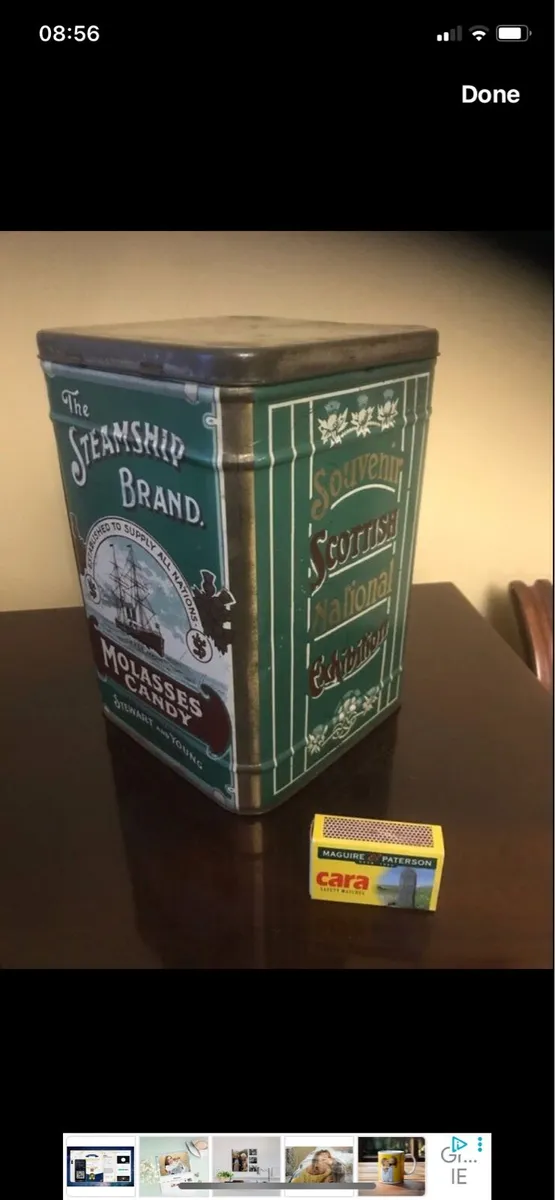 08:56
Done
The
STEAMSHIP
BRAND.
ESTABLISHED TO SUPPLY ALL NATIONS.
MOLASSES
CANDY
STEWART AND YOUNG
Souvenir
SCOTTISH
National
Exhibition
MAGUIRE & PATERSON
cara
SAFETY MATCHES
IE